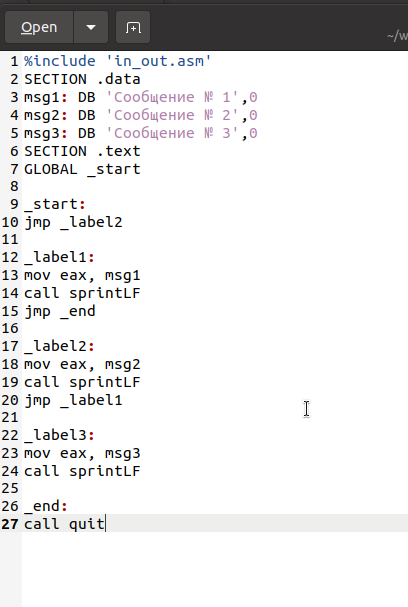 Open
~/w
1 %include 'in_out.asm'
2 SECTION .data
3 msg1: DB 'Сообщение № 1',0
4 msg2: DB 'Сообщение № 2',0
5 msg3: DB 'Сообщение № 3',0
6 SECTION .text
7 GLOBAL _start
8
9 _start:
10 jmp _label2
11
12 _label1:
13 mov eax, msg1
14 call sprintLF
15 jmp _end
16
17 _label2:
18 mov eax, msg2
19 call sprintLF
20 jmp _label1
21
22 _label3:
23 mov eax, msg3
24 call sprintLF
25
26 _end:
27 call quit